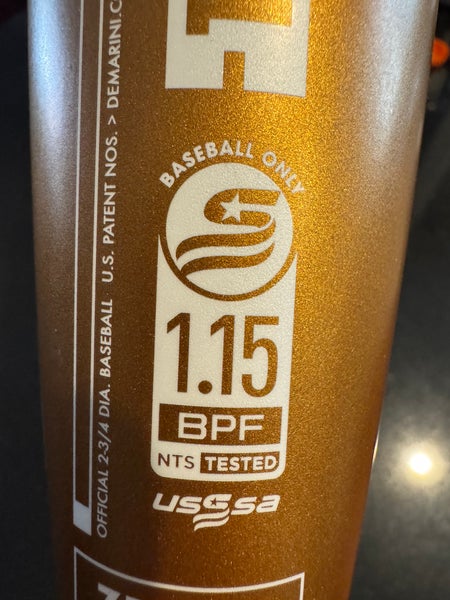 OFFICIAL 2-3/4 DIA. BASEBALL U.S. PATENT NOS. > DEMARINI.C
BASEBALL ONLY
1.15
BPF
NTS TESTED
usssa